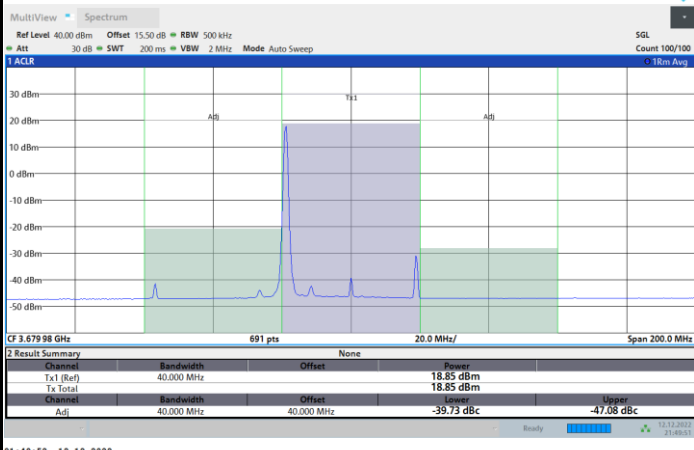 MultiView Spectrum
Ref Level 40.00 dBm Offset 15.50 dB RBW 500 kHz SGL
Att 30 dB SWT 200 ms VBW 2 MHz Mode Auto Sweep Count 100/100
1 ACLR 1Rm Avg
30 dBm
Tx1
20 dBm Adj Adj
10 dBm
0 dBm
-10 dBm
-20 dBm
-30 dBm
-40 dBm
-50 dBm
CF 3.679 98 GHz 691 pts 20.0 MHz/ Span 200.0 MHz
2 Result Summary None
Channel Bandwidth Offset Power
Tx1 (Ref) 40.000 MHz 18.85 dBm
Tx Total 18.85 dBm
Channel Bandwidth Offset Lower Upper
Adj 40.000 MHz 40.000 MHz -39.73 dBc -47.08 dBc
Ready 12.12.2022
21:49:51